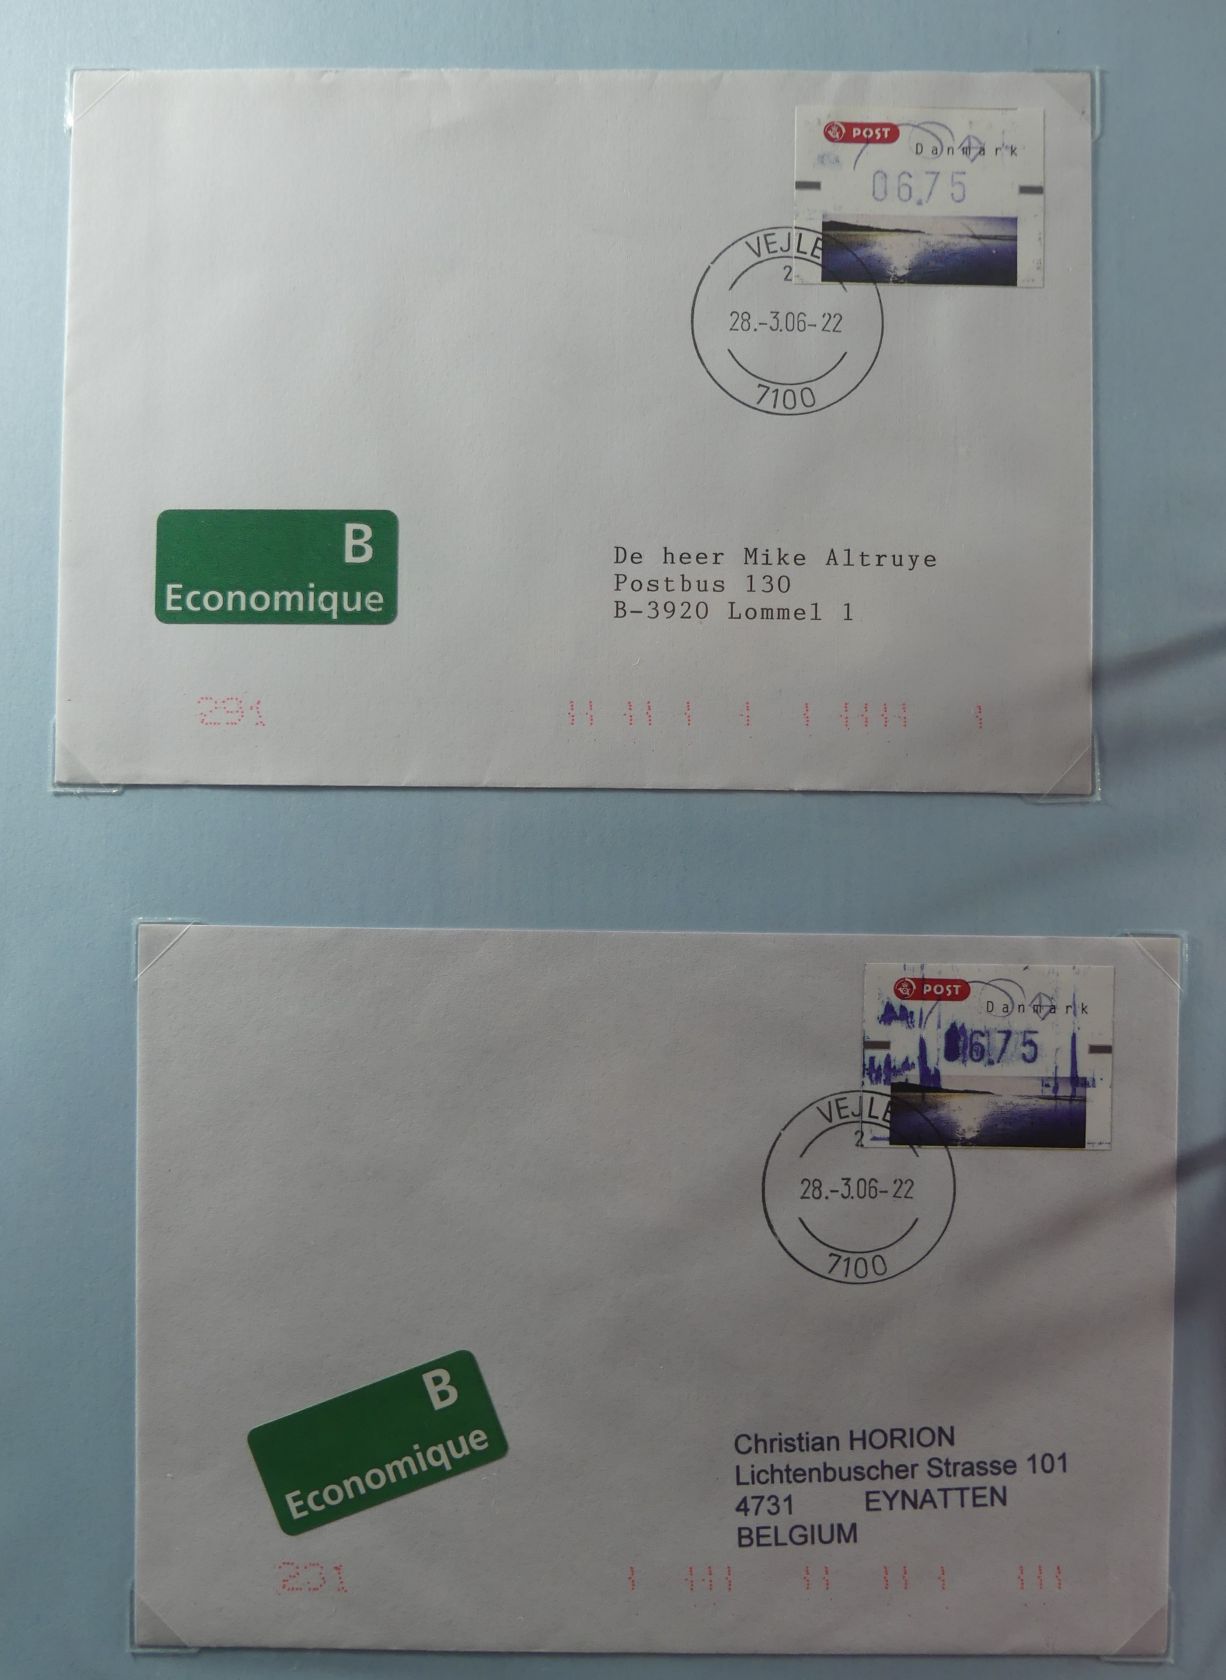 POST
Danmark
06.75
VEJLE
2
28.-3.06-22
7100
B
Economique
De heer Mike Altruye
Postbus 130
B-3920 Lommel 1
291
POST
Danmark
06.75
VEJLE
2
28.-3.06-22
7100
B
Economique
Christian HORION
Lichtenbuscher Strasse 101
4731 EYNATTEN
BELGIUM
231